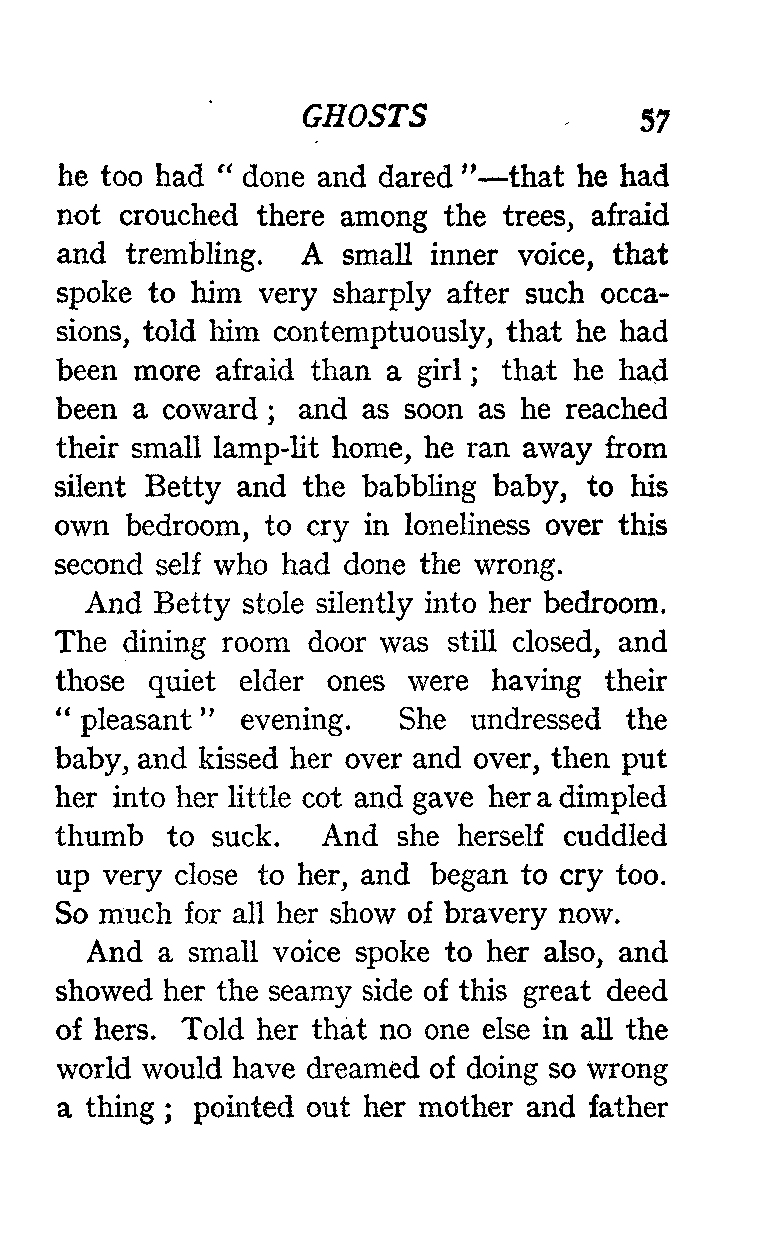 GHOSTS 57
he too had “ done and dared ”—that he had
not crouched there among the trees, afraid
and trembling. A small inner voice, that
spoke to him very sharply after such occa-
sions, told him contemptuously, that he had
been more afraid than a girl ; that he had
been a coward ; and as soon as he reached
their small lamp-lit home, he ran away from
silent Betty and the babbling baby, to his
own bedroom, to cry in loneliness over this
second self who had done the wrong.
And Betty stole silently into her bedroom.
The dining room door was still closed, and
those quiet elder ones were having their
“ pleasant ” evening. She undressed the
baby, and kissed her over and over, then put
her into her little cot and gave her a dimpled
thumb to suck. And she herself cuddled
up very close to her, and began to cry too.
So much for all her show of bravery now.
And a small voice spoke to her also, and
showed her the seamy side of this great deed
of hers. Told her that no one else in all the
world would have dreamed of doing so wrong
a thing ; pointed out her mother and father